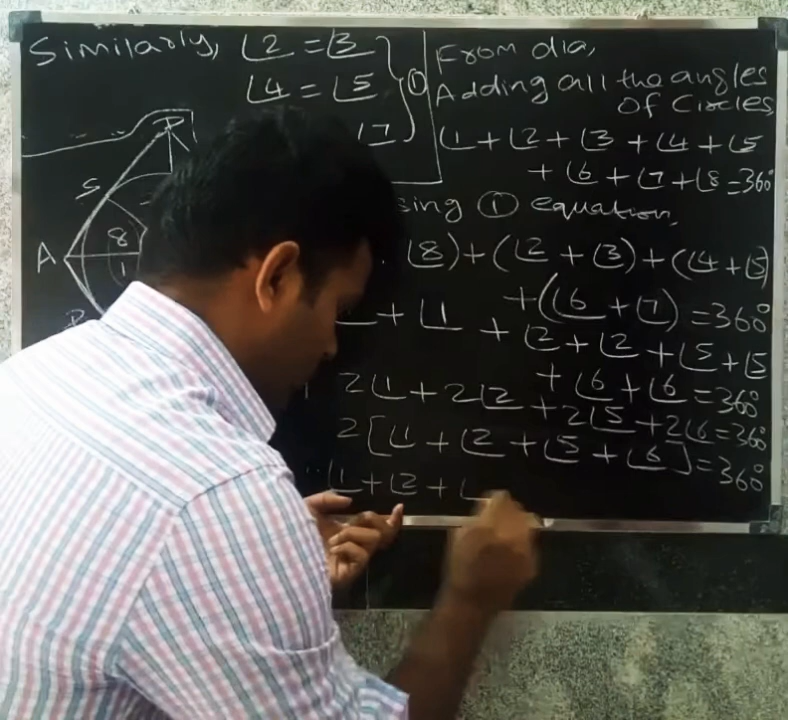 Similarly, ∠2 = ∠3
∠4 = ∠5
∠7
①
D
S
A
8
1
From dia,
Adding all the angles
of Circles,
∠1 + ∠2 + ∠3 + ∠4 + ∠5
+ ∠6 + ∠7 + ∠8 = 360°
① equation,
∠8) + (∠2 + ∠3) + (∠4 + ∠5)
+ (∠6 + ∠7) = 360°
+ ∠1 + ∠2 + ∠2 + ∠5 + ∠5
+ ∠6 + ∠6 = 360°
2∠1 + 2∠2 + 2∠5 + 2∠6 = 360°
2[∠1 + ∠2 + ∠5 + ∠6] = 360°
∠1 + ∠2 + ∠